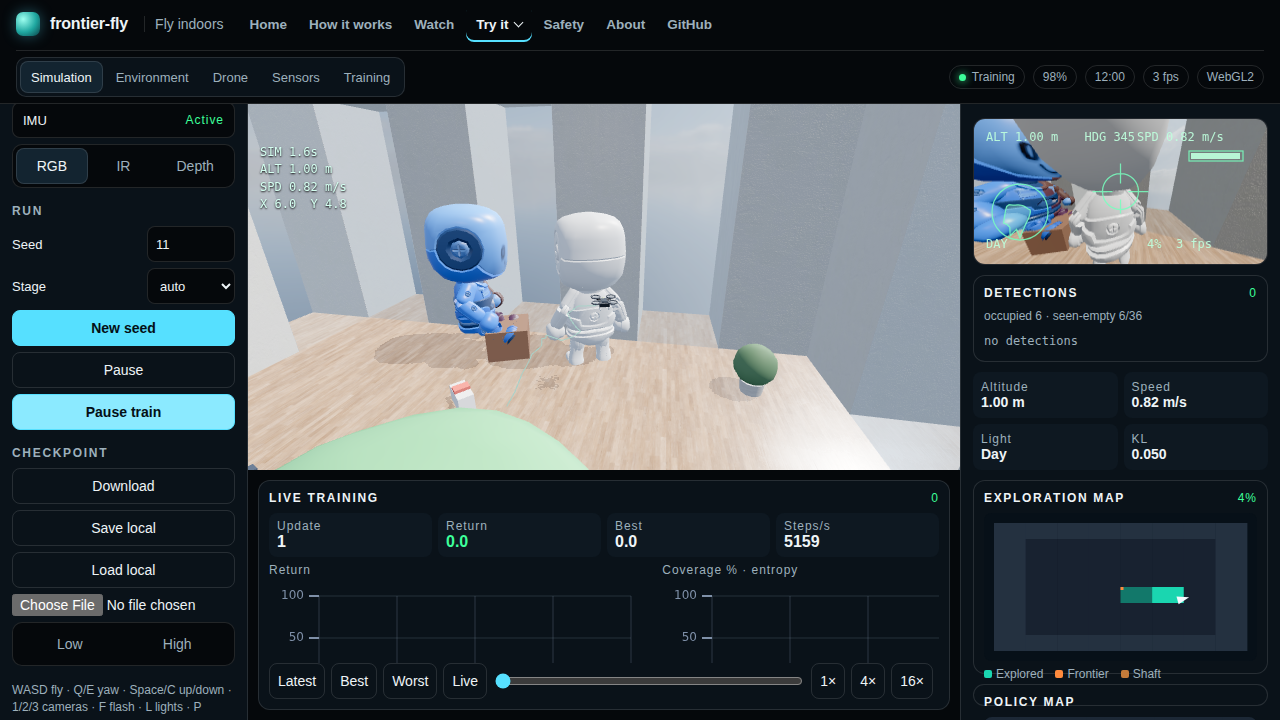 frontier-fly
Fly indoors
Home
How it works
Watch
Try it
Safety
About
GitHub
Simulation
Environment
Drone
Sensors
Training
Training
98%
12:00
3 fps
WebGL2
IMU
Active
RGB
IR
Depth
RUN
Seed
11
Stage
auto
New seed
Pause
Pause train
CHECKPOINT
Download
Save local
Load local
Choose File No file chosen
Low
High
WASD fly · Q/E yaw · Space/C up/down ·
1/2/3 cameras · F flash · L lights · P
SIM 1.6s
ALT 1.00 m
SPD 0.82 m/s
X 6.0 Y 4.8
LIVE TRAINING
0
Update
1
Return
0.0
Best
0.0
Steps/s
5159
Return
100
50
Coverage % · entropy
100
50
Latest
Best
Worst
Live
1×
4×
16×
ALT 1.00 m
HDG 345
SPD 0.82 m/s
DAY
4%
3 fps
DETECTIONS
0
occupied 6 · seen-empty 6/36
no detections
Altitude
1.00 m
Speed
0.82 m/s
Light
Day
KL
0.050
EXPLORATION MAP
4%
Explored
Frontier
Shaft
POLICY MAP